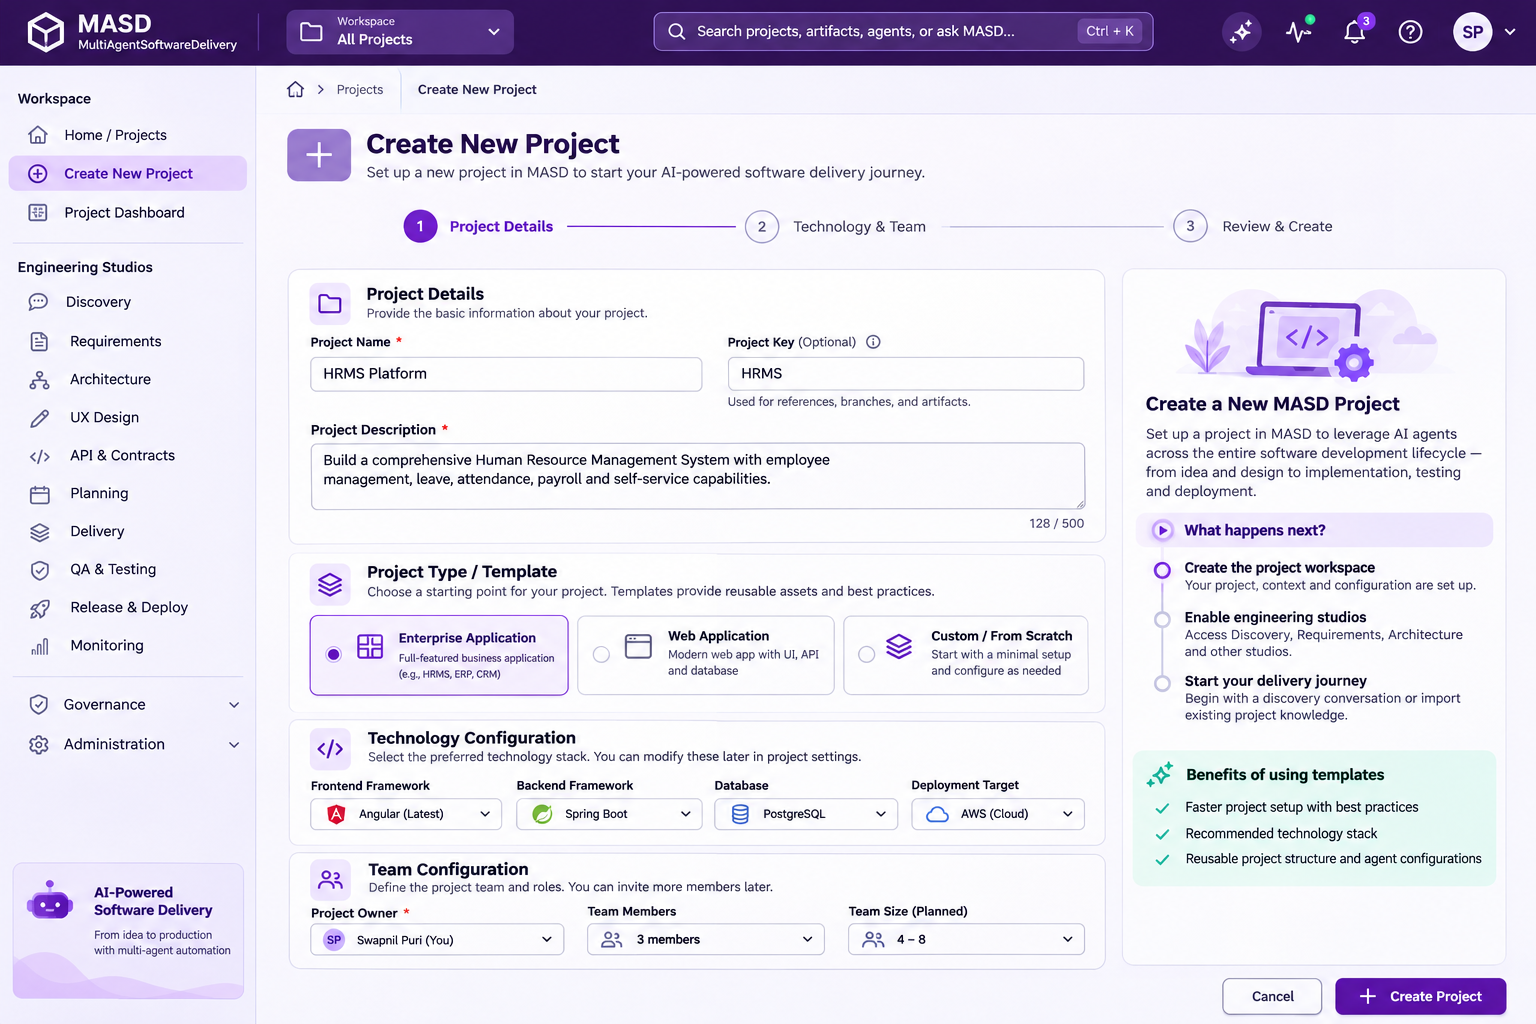 MASD
MultiAgentSoftwareDelivery
Workspace
All Projects
Search projects, artifacts, agents, or ask MASD...
Ctrl + K
3
SP
Workspace
Home / Projects
Create New Project
Project Dashboard
Engineering Studios
Discovery
Requirements
Architecture
UX Design
API & Contracts
Planning
Delivery
QA & Testing
Release & Deploy
Monitoring
Governance
Administration
AI-Powered
Software Delivery
From idea to production
with multi-agent automation
Projects
Create New Project
Create New Project
Set up a new project in MASD to start your AI-powered software delivery journey.
1 Project Details
2 Technology & Team
3 Review & Create
Project Details
Provide the basic information about your project.
Project Name *
HRMS Platform
Project Key (Optional)
HRMS
Used for references, branches, and artifacts.
Project Description *
Build a comprehensive Human Resource Management System with employee
management, leave, attendance, payroll and self-service capabilities.
128 / 500
Project Type / Template
Choose a starting point for your project. Templates provide reusable assets and best practices.
Enterprise Application
Full-featured business application
(e.g., HRMS, ERP, CRM)
Web Application
Modern web app with UI, API
and database
Custom / From Scratch
Start with a minimal setup
and configure as needed
Technology Configuration
Select the preferred technology stack. You can modify these later in project settings.
Frontend Framework
Angular (Latest)
Backend Framework
Spring Boot
Database
PostgreSQL
Deployment Target
AWS (Cloud)
Team Configuration
Define the project team and roles. You can invite more members later.
Project Owner *
SP Swapnil Puri (You)
Team Members
3 members
Team Size (Planned)
4 – 8
</>
Create a New MASD Project
Set up a project in MASD to leverage AI agents
across the entire software development lifecycle —
from idea and design to implementation, testing
and deployment.
What happens next?
Create the project workspace
Your project, context and configuration are set up.
Enable engineering studios
Access Discovery, Requirements, Architecture
and other studios.
Start your delivery journey
Begin with a discovery conversation or import
existing project knowledge.
Benefits of using templates
Faster project setup with best practices
Recommended technology stack
Reusable project structure and agent configurations
Cancel
Create Project